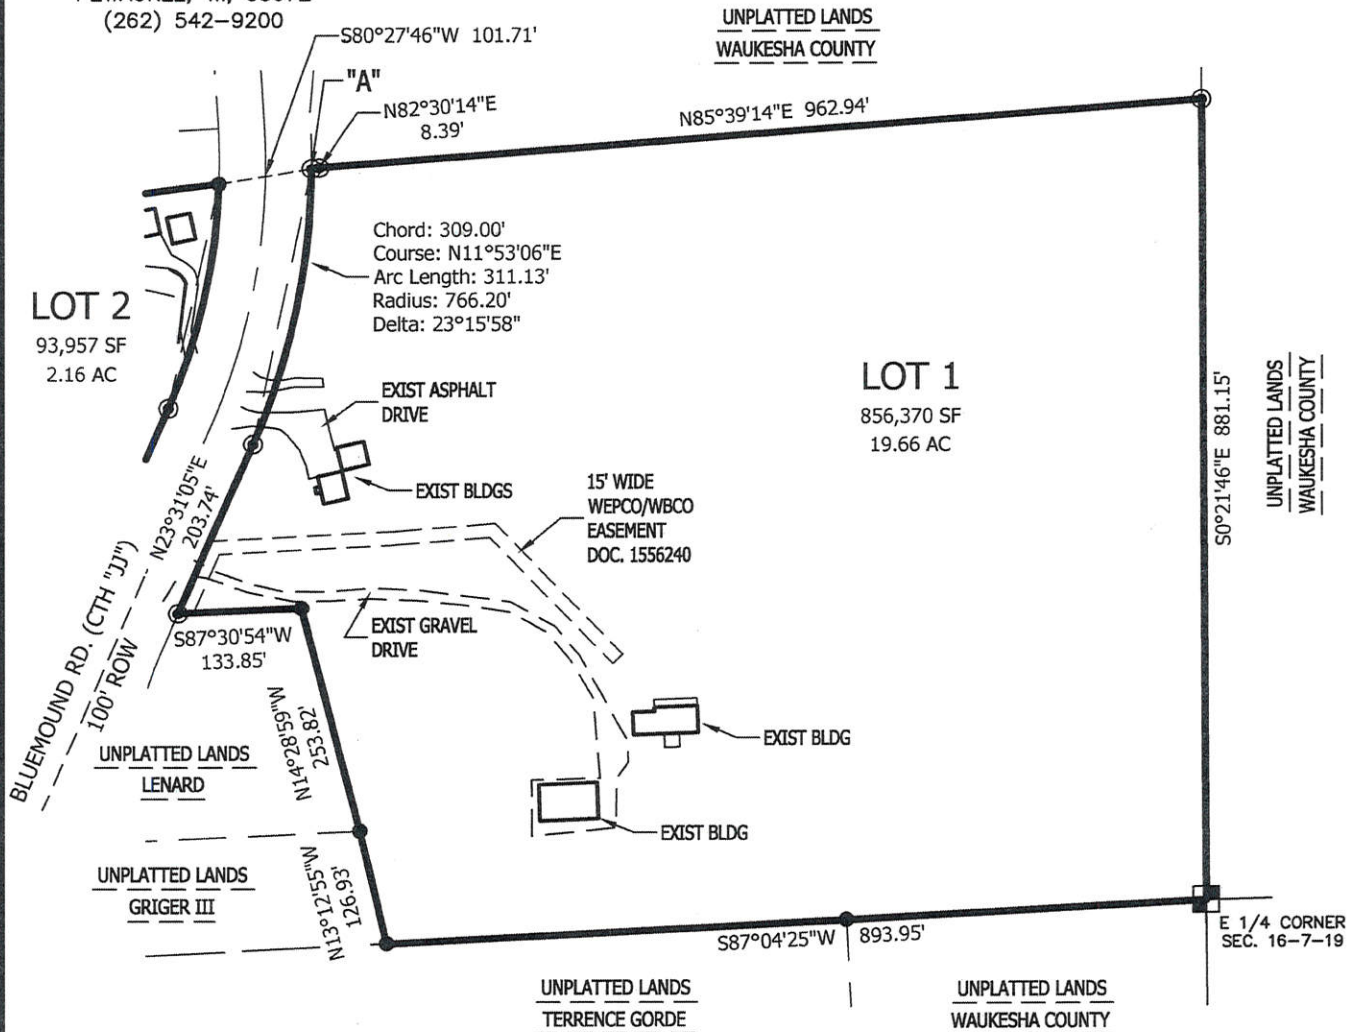 (262) 542-9200
S80°27'46"W 101.71'
UNPLATTED LANDS
WAUKESHA COUNTY
"A"
N82°30'14"E
8.39'
N85°39'14"E 962.94'
Chord: 309.00'
Course: N11°53'06"E
Arc Length: 311.13'
Radius: 766.20'
Delta: 23°15'58"
LOT 2
93,957 SF
2.16 AC
LOT 1
856,370 SF
19.66 AC
EXIST ASPHALT
DRIVE
EXIST BLDGS
15' WIDE
WEPCO/WBCO
EASEMENT
DOC. 1556240
S0°21'46"E 881.15'
UNPLATTED LANDS
WAUKESHA COUNTY
N23°31'05"E
203.74'
BLUEMOUND RD. (CTH "JJ")
100' ROW
S87°30'54"W
133.85'
EXIST GRAVEL
DRIVE
N14°28'59"W
253.82'
EXIST BLDG
EXIST BLDG
UNPLATTED LANDS
LENARD
UNPLATTED LANDS
GRIGER III
N13°12'55"W
126.93'
S87°04'25"W 893.95'
E 1/4 CORNER
SEC. 16-7-19
UNPLATTED LANDS
TERRENCE GORDE
UNPLATTED LANDS
WAUKESHA COUNTY